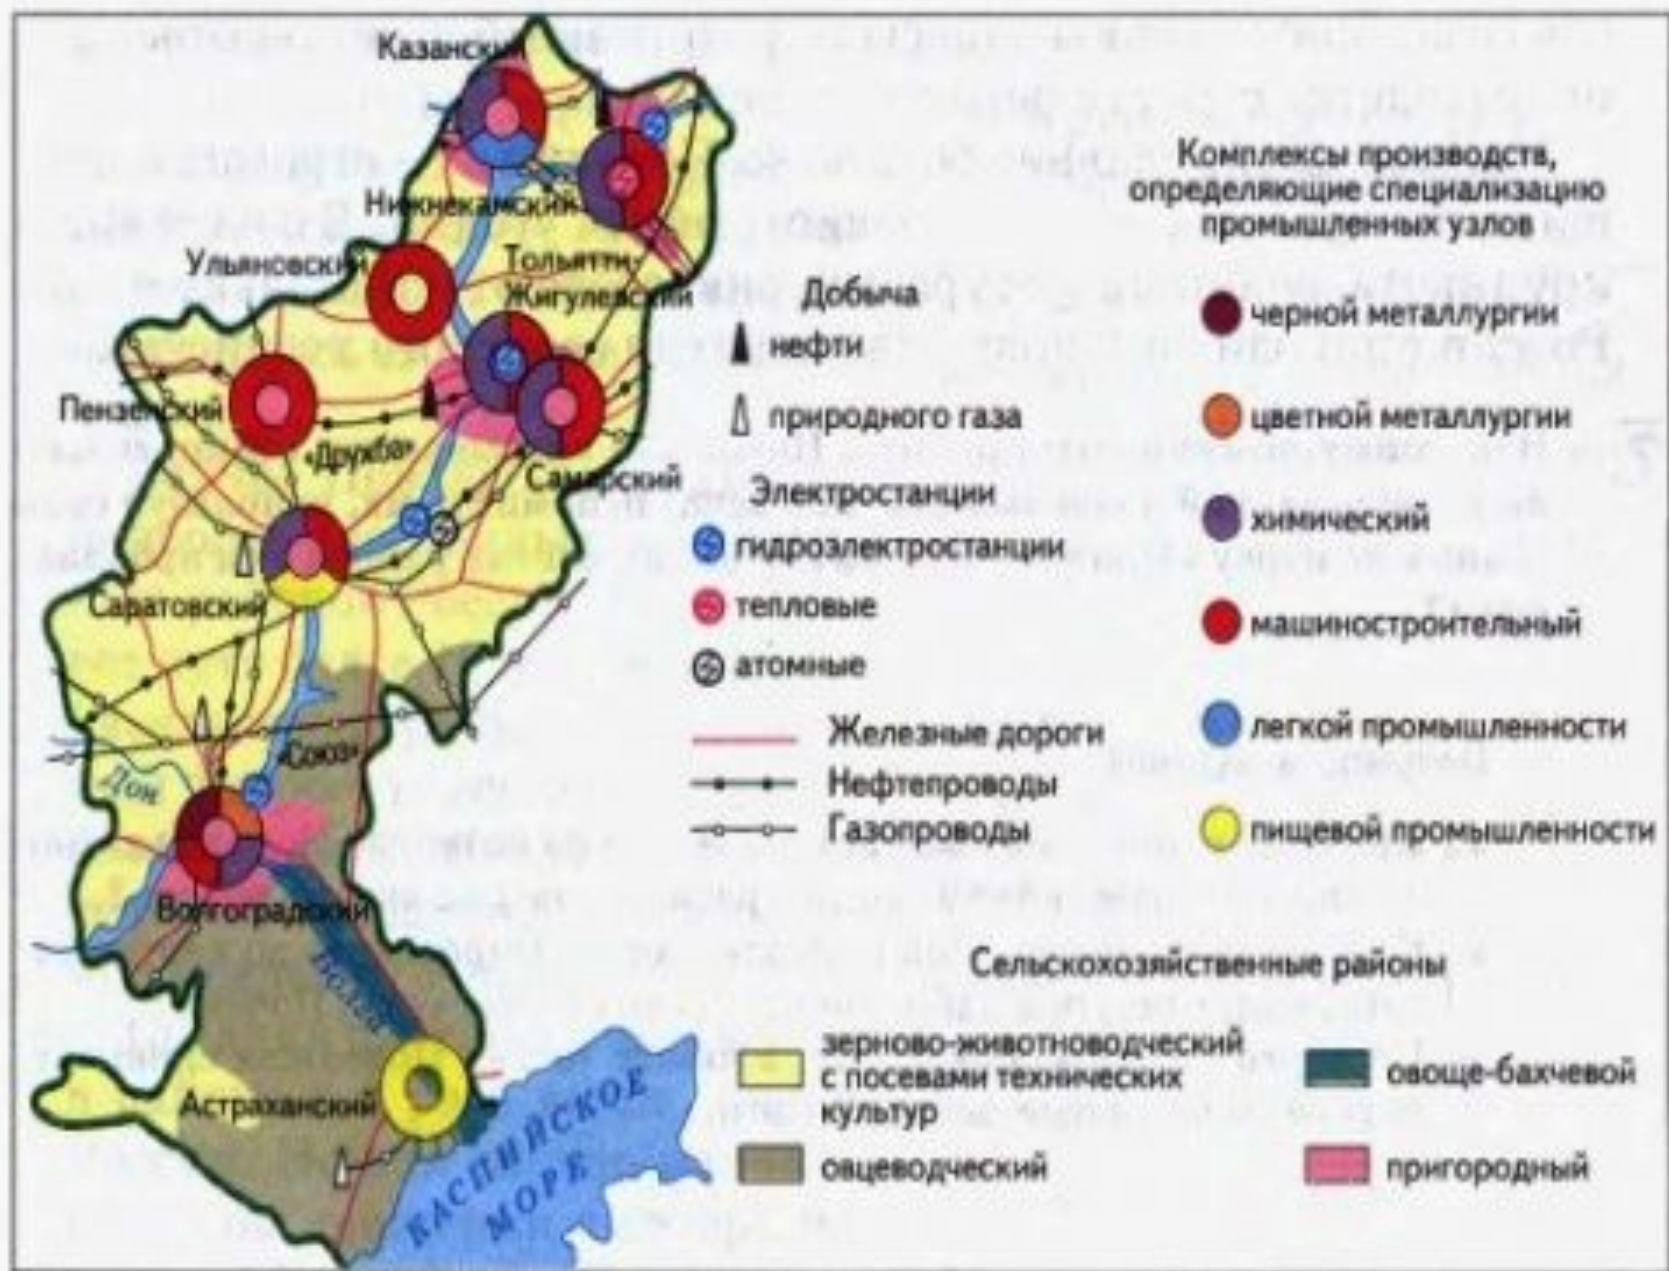 Казанский
Нижнекамский
Ульяновский
Тольятти-
Жигулевский
Пензенский
«Дружба»
Самарский
Саратовский
«Союз»
Дон
Волгоградский
Волга
Астраханский
КАСПИЙСКОЕ
МОРЕ
Добыча
нефти
природного газа
Электростанции
гидроэлектростанции
тепловые
атомные
Железные дороги
Нефтепроводы
Газопроводы
Комплексы производств,
определяющие специализацию
промышленных узлов
черной металлургии
цветной металлургии
химический
машиностроительный
легкой промышленности
пищевой промышленности
Сельскохозяйственные районы
зерново-животноводческий
с посевами технических
культур
овцеводческий
овоще-бахчевой
пригородный